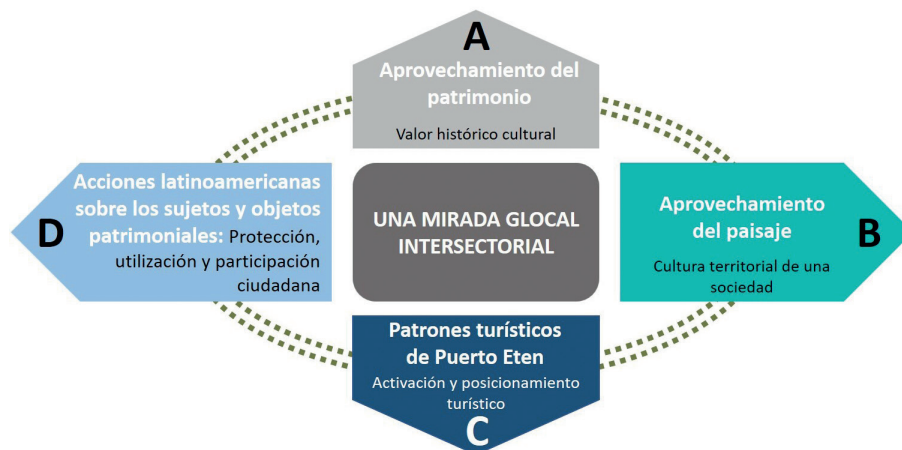 A
Aprovechamiento del
patrimonio
Valor histórico cultural
Acciones latinoamericanas
sobre los sujetos y objetos
patrimoniales: Protección,
utilización y participación
ciudadana
D
UNA MIRADA GLOCAL
INTERSECTORIAL
Aprovechamiento
del paisaje
Cultura territorial de una
sociedad
B
Patrones turísticos
de Puerto Eten
Activación y posicionamiento
turístico
C